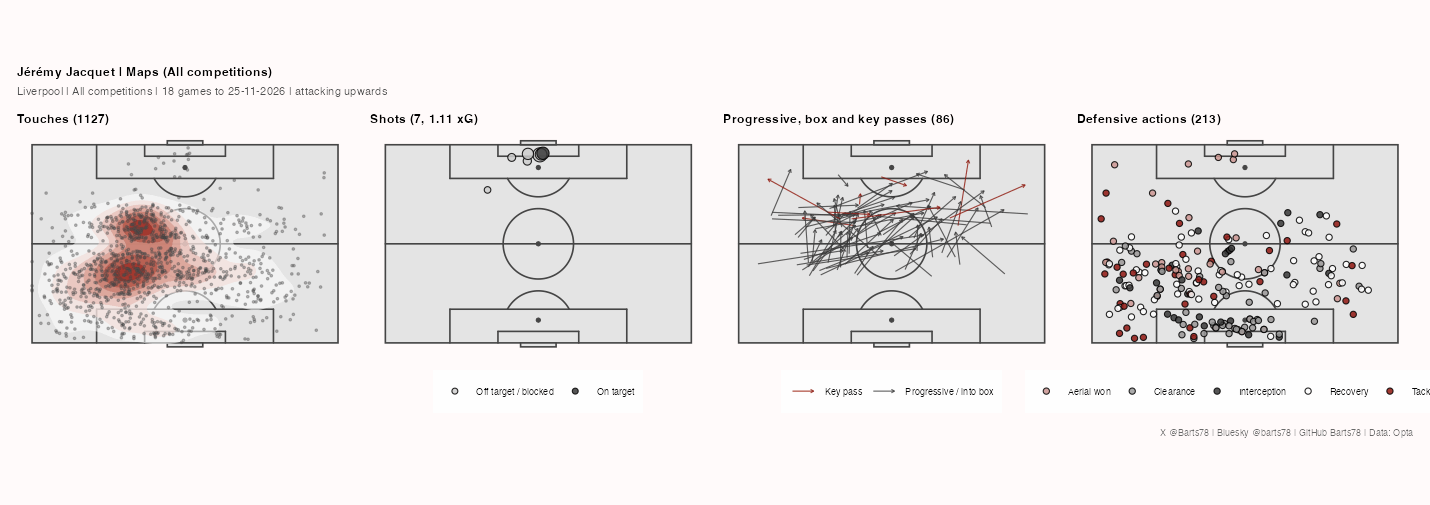 Jérémy Jacquet | Maps (All competitions)
Liverpool | All competitions | 18 games to 25-11-2026 | attacking upwards
Touches (1127)
Shots (7, 1.11 xG)
Progressive, box and key passes (86)
Defensive actions (213)
Off target / blocked
On target
Key pass
Progressive / into box
Aerial won
Clearance
Interception
Recovery
Tack
X @Barts78 | Bluesky @barts78 | GitHub Barts78 | Data: Opta